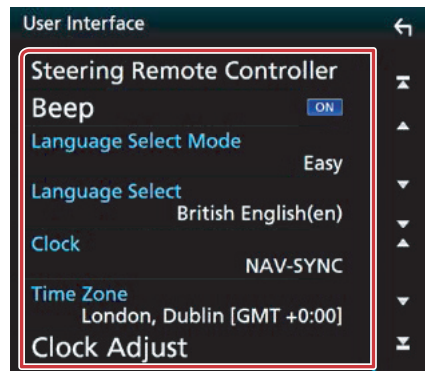 User Interface
Steering Remote Controller
Beep ON
Language Select Mode
Easy
Language Select
British English(en)
Clock
NAV-SYNC
Time Zone
London, Dublin [GMT +0:00]
Clock Adjust